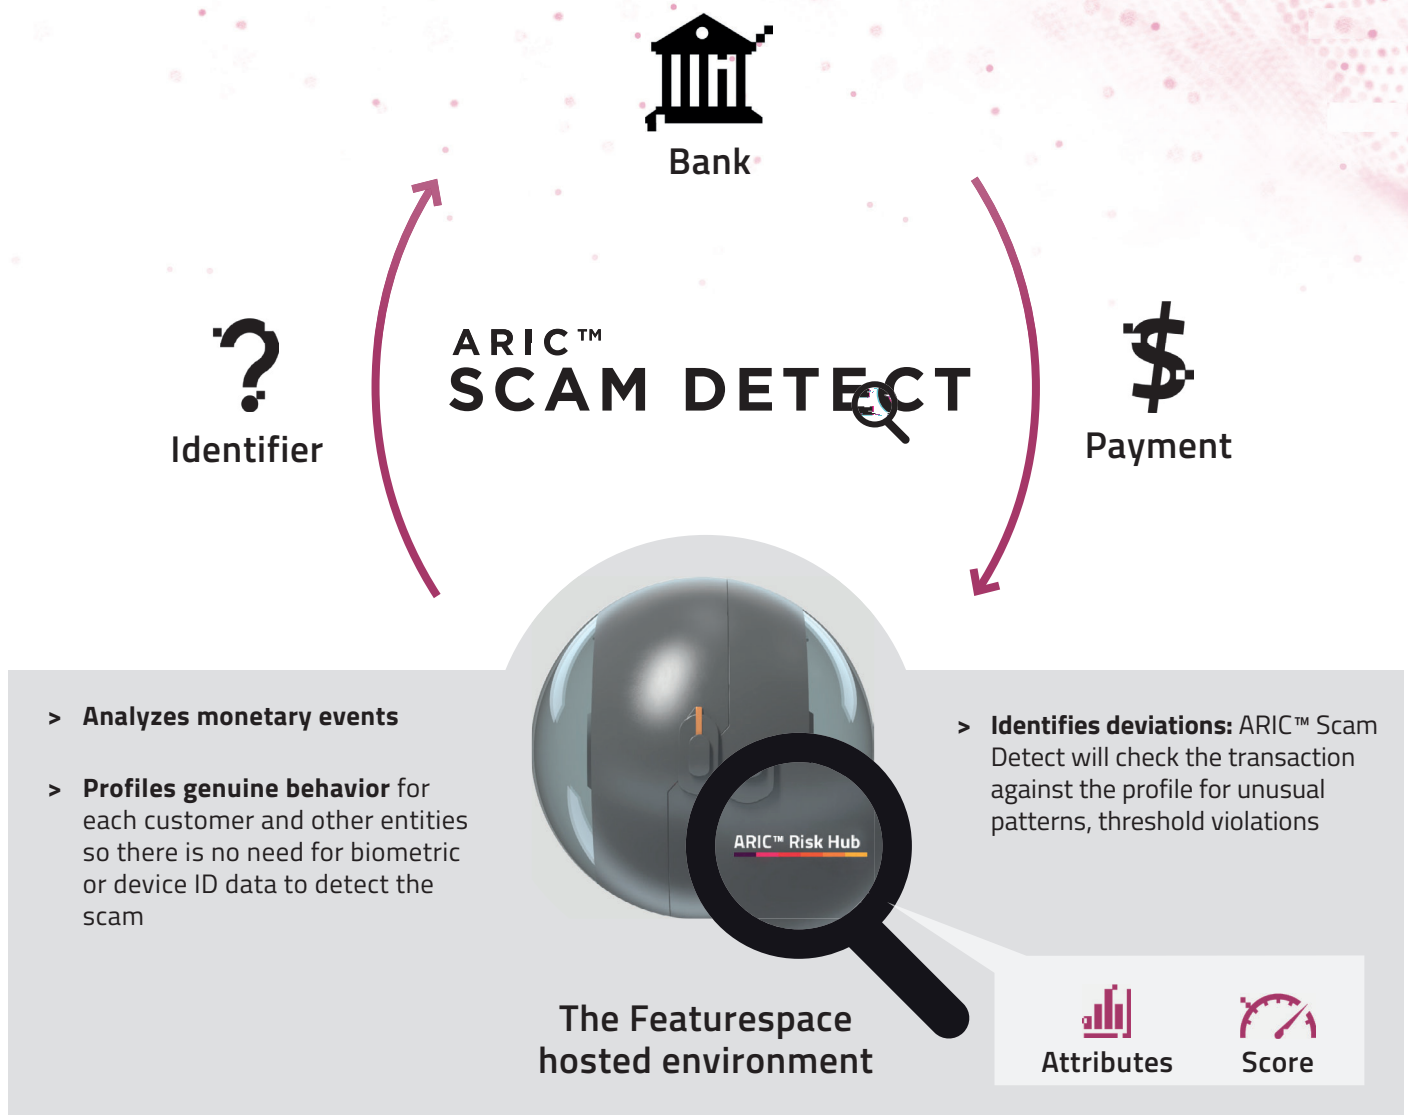 Bank
ARIC™
SCAM DETECT
Identifier
Payment
> Analyzes monetary events
> Profiles genuine behavior for
each customer and other entities
so there is no need for biometric
or device ID data to detect the
scam
> Identifies deviations: ARIC™ Scam
Detect will check the transaction
against the profile for unusual
patterns, threshold violations
ARIC™ Risk Hub
The Featurespace
hosted environment
Attributes
Score